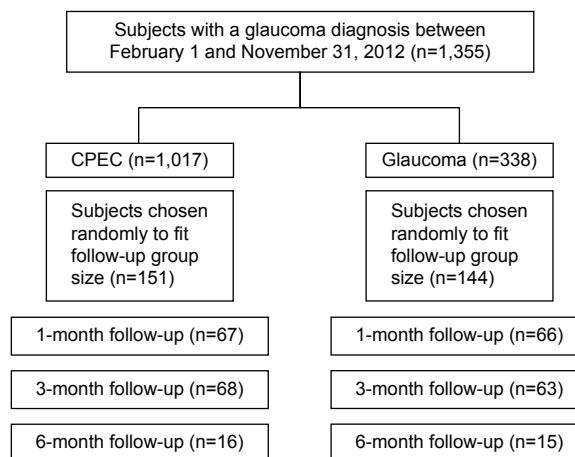 Subjects with a glaucoma diagnosis between
February 1 and November 31, 2012 (n=1,355)
CPEC (n=1,017)
Glaucoma (n=338)
Subjects chosen
randomly to fit
follow-up group
size (n=151)
Subjects chosen
randomly to fit
follow-up group
size (n=144)
1-month follow-up (n=67)
1-month follow-up (n=66)
3-month follow-up (n=68)
3-month follow-up (n=63)
6-month follow-up (n=16)
6-month follow-up (n=15)